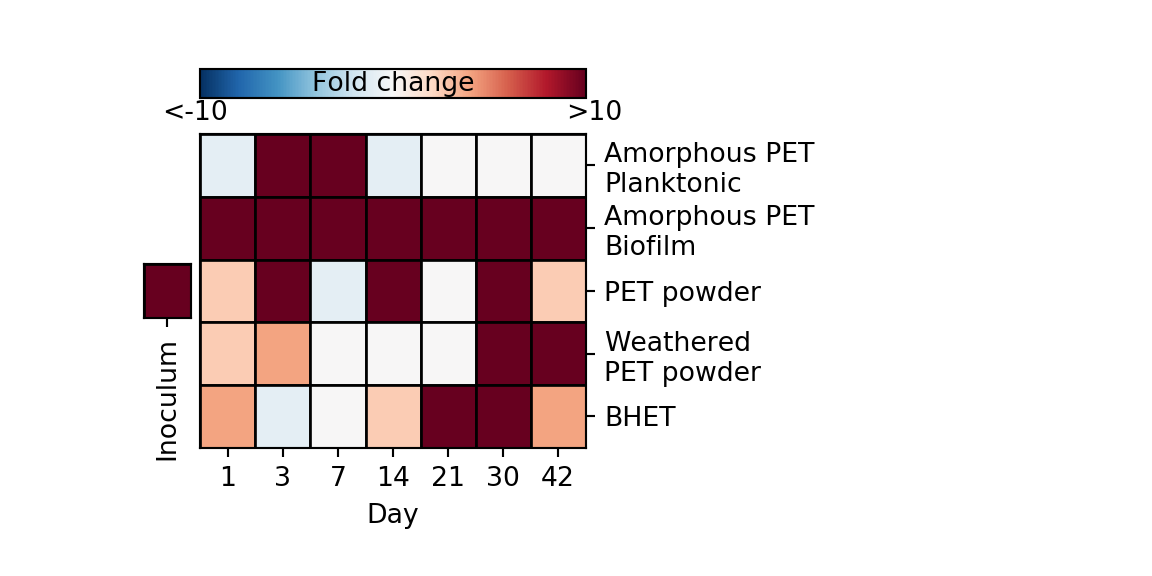 Fold change
<-10
>10
Amorphous PET
Planktonic
Amorphous PET
Biofilm
PET powder
Weathered
PET powder
BHET
Inoculum
1 3 7 14 21 30 42
Day